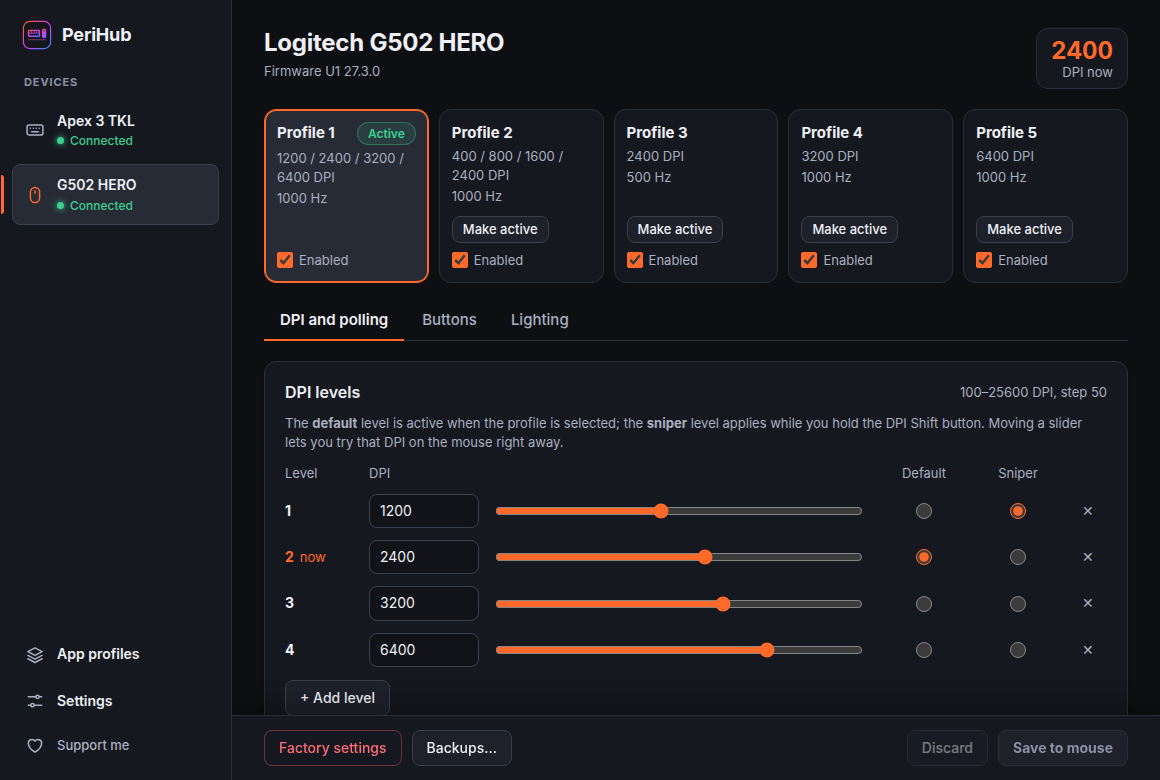 PeriHub
DEVICES
Apex 3 TKL
Connected
G502 HERO
Connected
App profiles
Settings
Support me
Logitech G502 HERO
Firmware U1 27.3.0
2400
DPI now
Profile 1
Active
1200 / 2400 / 3200 /
6400 DPI
1000 Hz
Enabled
Profile 2
400 / 800 / 1600 /
2400 DPI
1000 Hz
Make active
Enabled
Profile 3
2400 DPI
500 Hz
Make active
Enabled
Profile 4
3200 DPI
1000 Hz
Make active
Enabled
Profile 5
6400 DPI
1000 Hz
Make active
Enabled
DPI and polling
Buttons
Lighting
DPI levels
100–25600 DPI, step 50
The default level is active when the profile is selected; the sniper level applies while you hold the DPI Shift button. Moving a slider
lets you try that DPI on the mouse right away.
Level DPI Default Sniper
1 1200 ✕
2 now 2400 ✕
3 3200 ✕
4 6400 ✕
+ Add level
Factory settings
Backups...
Discard
Save to mouse